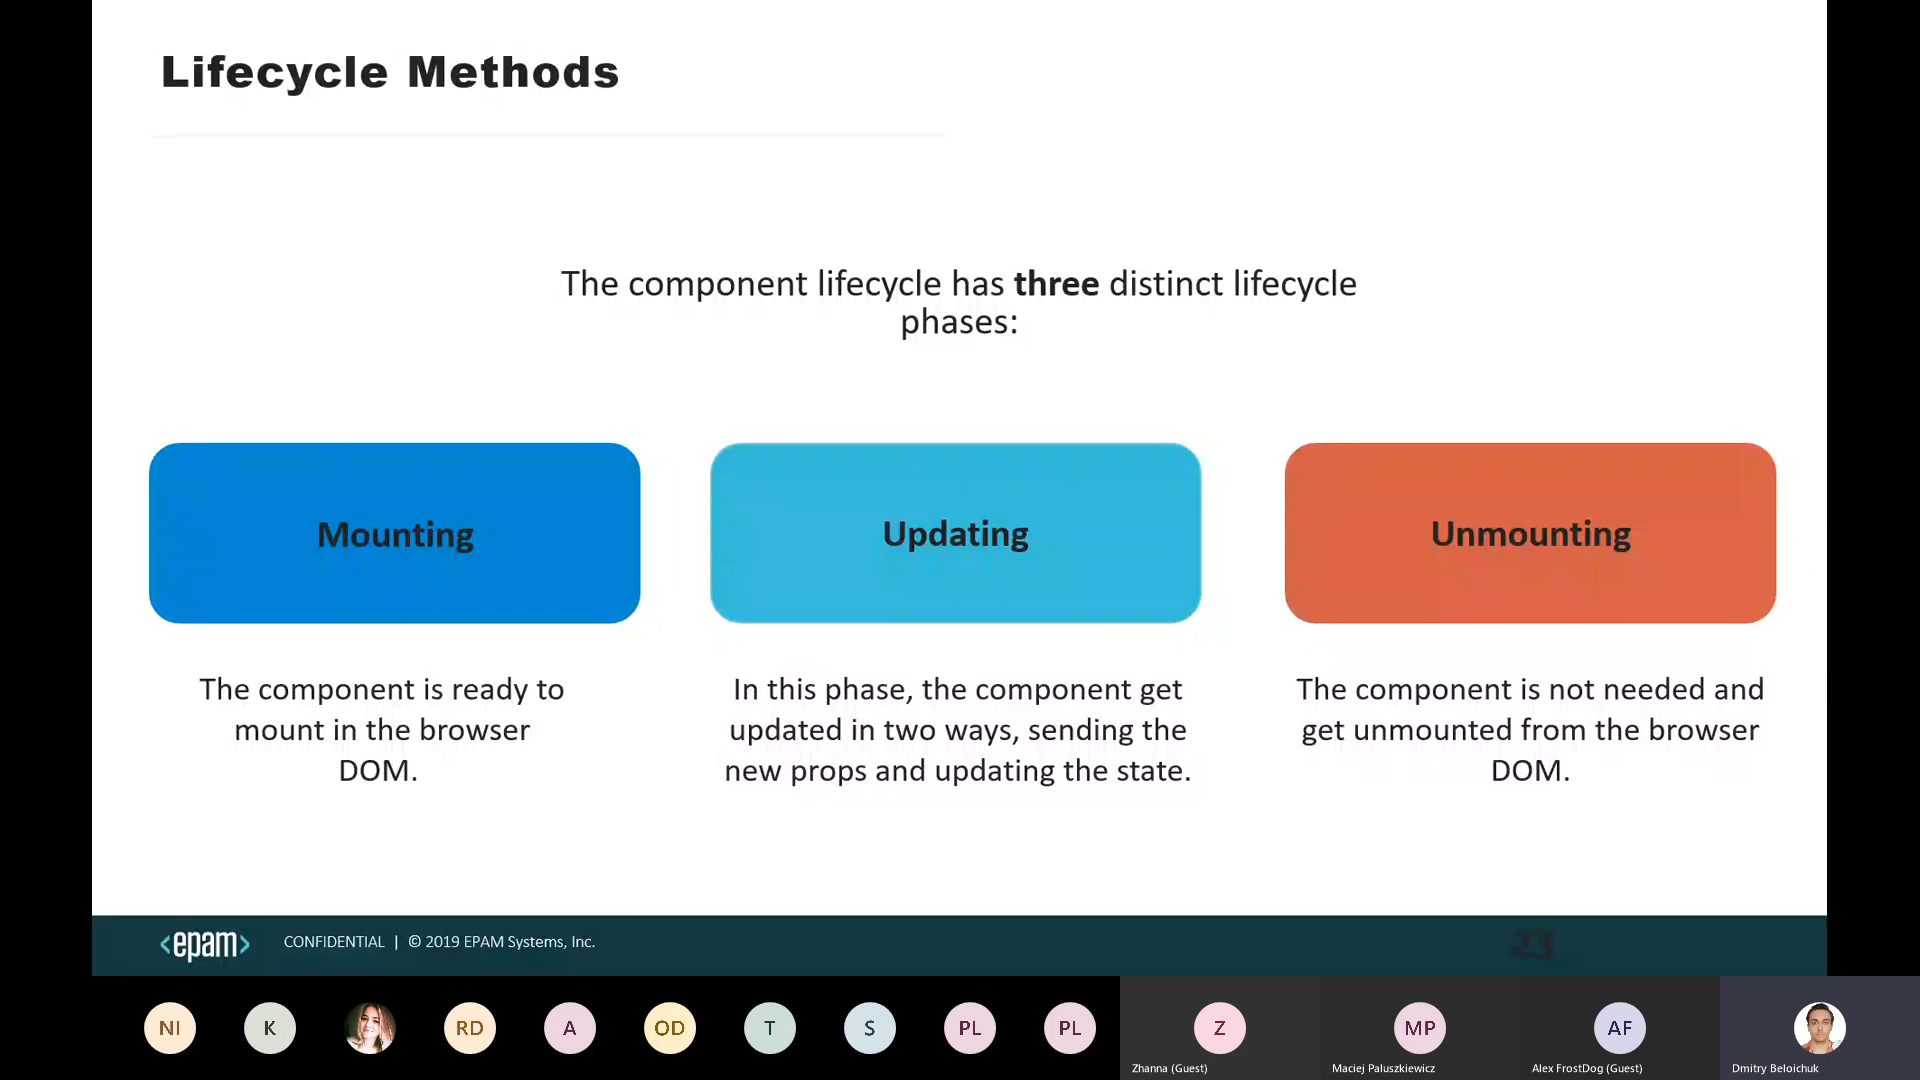 Lifecycle Methods
The component lifecycle has three distinct lifecycle
phases:
Mounting
Updating
Unmounting
The component is ready to
mount in the browser
DOM.
In this phase, the component get
updated in two ways, sending the
new props and updating the state.
The component is not needed and
get unmounted from the browser
DOM.
<epam> CONFIDENTIAL | © 2019 EPAM Systems, Inc.
23
NI K RD A OD T S PL PL Z MP AF
Zhanna (Guest) Maciej Paluszkiewicz Alex FrostDog (Guest) Dmitry Beloichuk